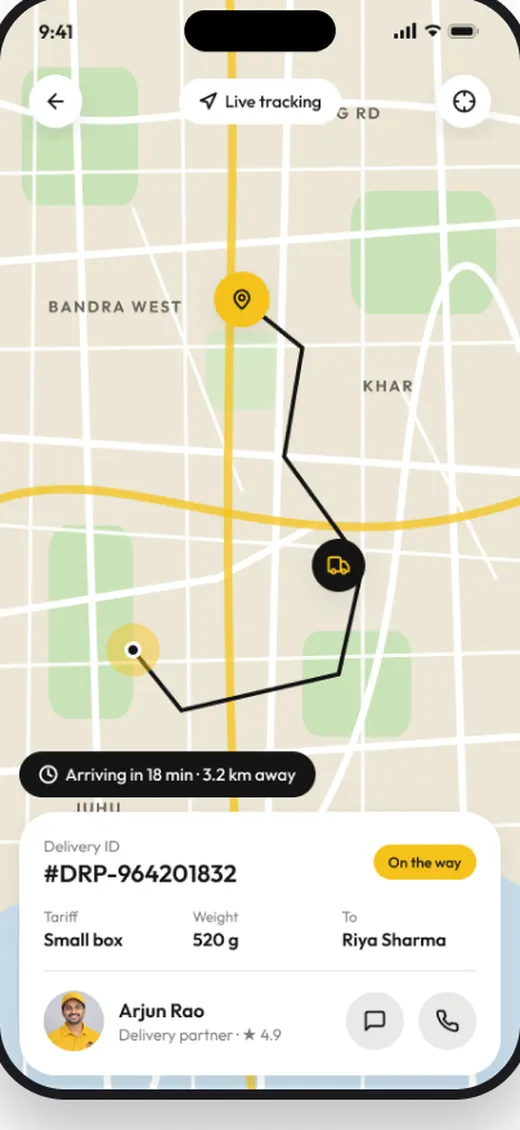 9:41
Live tracking
G RD
BANDRA WEST
KHAR
Arriving in 18 min · 3.2 km away
JUHU
Delivery ID
#DRP-964201832
On the way
Tariff Weight To
Small box 520 g Riya Sharma
Arjun Rao
Delivery partner · ★ 4.9